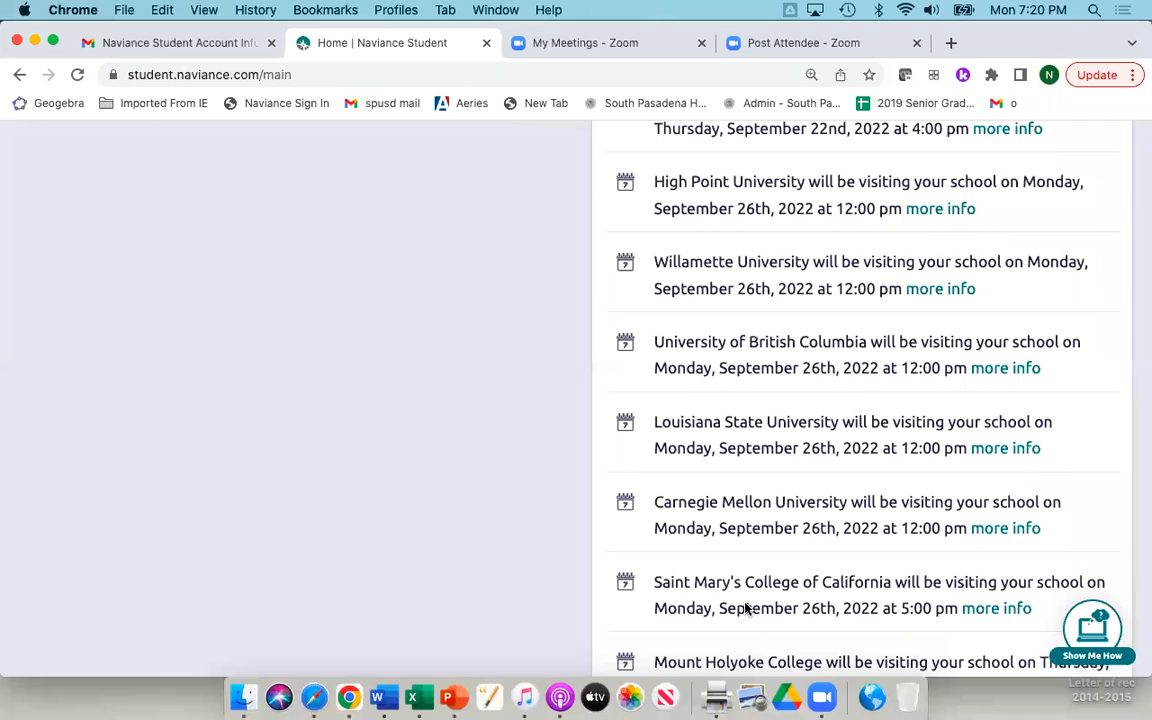 Chrome File Edit View History Bookmarks Profiles Tab Window Help Mon 7:20 PM
Naviance Student Account Info Home | Naviance Student My Meetings - Zoom Post Attendee - Zoom
student.naviance.com/main N Update
Geogebra Imported From IE Naviance Sign In spusd mail Aeries New Tab South Pasadena H... Admin - South Pa... 2019 Senior Grad... o
Thursday, September 22nd, 2022 at 4:00 pm more info
High Point University will be visiting your school on Monday,
September 26th, 2022 at 12:00 pm more info
Willamette University will be visiting your school on Monday,
September 26th, 2022 at 12:00 pm more info
University of British Columbia will be visiting your school on
Monday, September 26th, 2022 at 12:00 pm more info
Louisiana State University will be visiting your school on
Monday, September 26th, 2022 at 12:00 pm more info
Carnegie Mellon University will be visiting your school on
Monday, September 26th, 2022 at 12:00 pm more info
Saint Mary's College of California will be visiting your school on
Monday, September 26th, 2022 at 5:00 pm more info
Show Me How
Mount Holyoke College will be visiting your school on Thursday,
Letter of rec
2014-2015